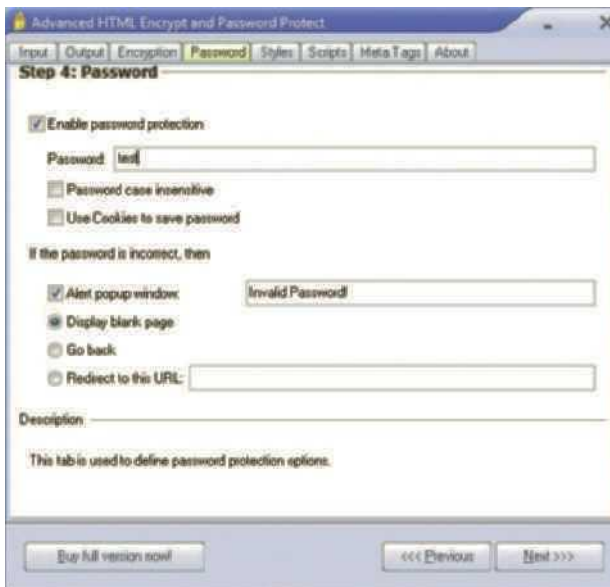 Advanced HTML Encrypt and Password Protect
Input Output Encryption Password Styles Scripts Meta Tags About
Step 4: Password
Enable password protection
Password: test
Password case insensitive
Use Cookies to save password
If the password is incorrect, then
Alert popup window: Invalid Password!
Display blank page
Go back
Redirect to this URL:
Description
This tab is used to define password protection options.
Buy full version now! <<< Previous Next >>>